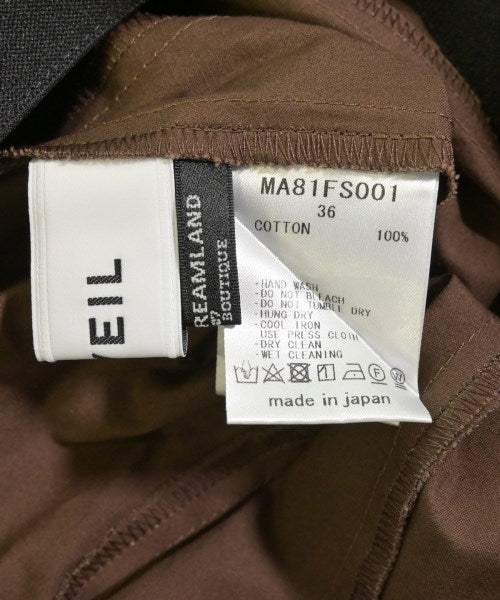 EIL
REAMLAND
BOUTIQUE
MA81FS001
36
COTTON 100%
-HAND WASH
-DO NOT BLEACH
-DO NOT TUMBLE DRY
-HUNG DRY
-COOL IRON
USE PRESS CLOTH
-DRY CLEAN
-WET CLEANING
F W
made in japan